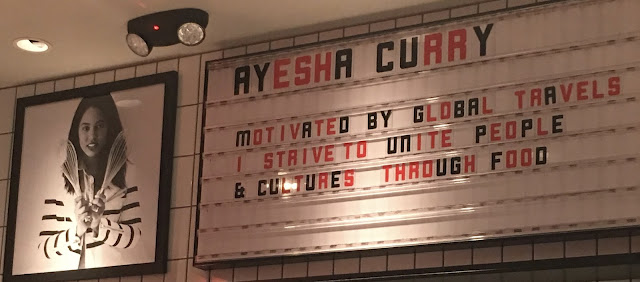 AYESHA CURRY
MOTIVATED BY GLOBAL TRAVELS
I STRIVE TO UNITE PEOPLE
& CULTURES THROUGH FOOD